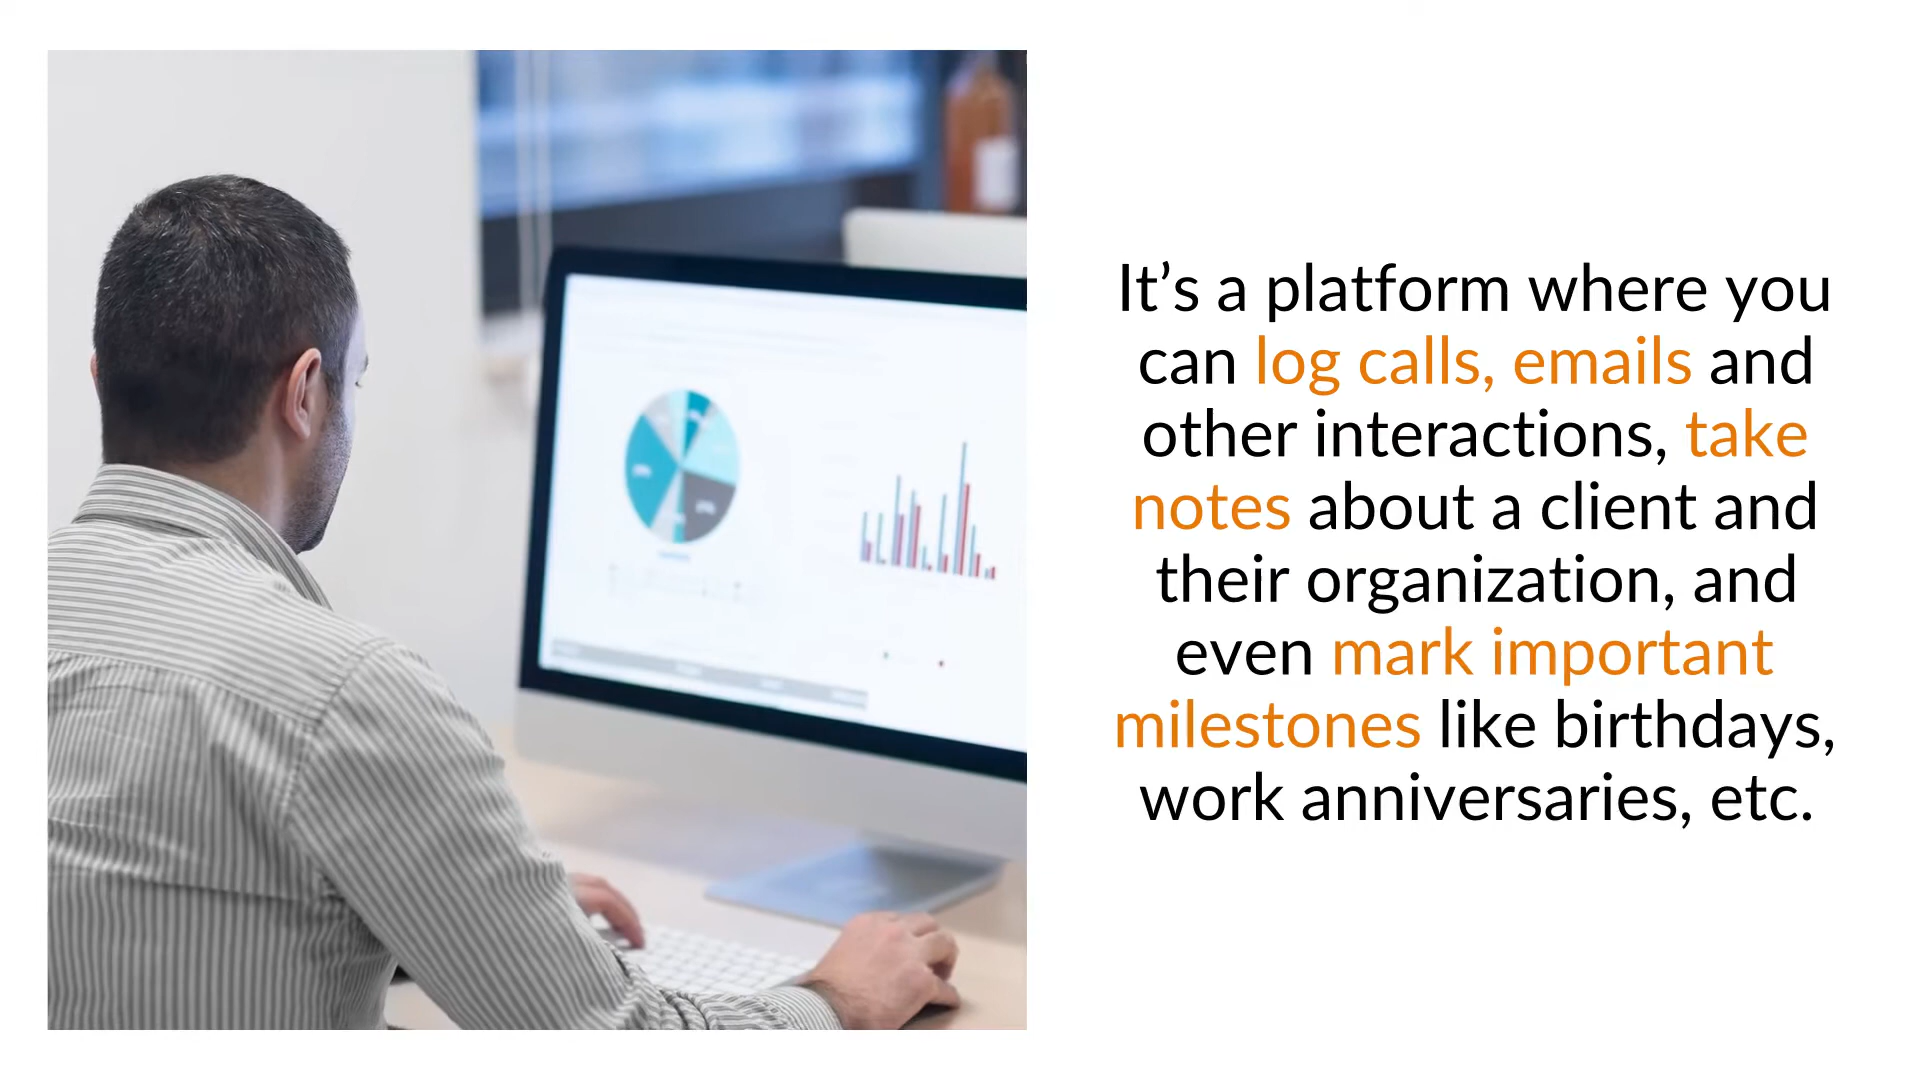 It’s a platform where you
can log calls, emails and
other interactions, take
notes about a client and
their organization, and
even mark important
milestones like birthdays,
work anniversaries, etc.